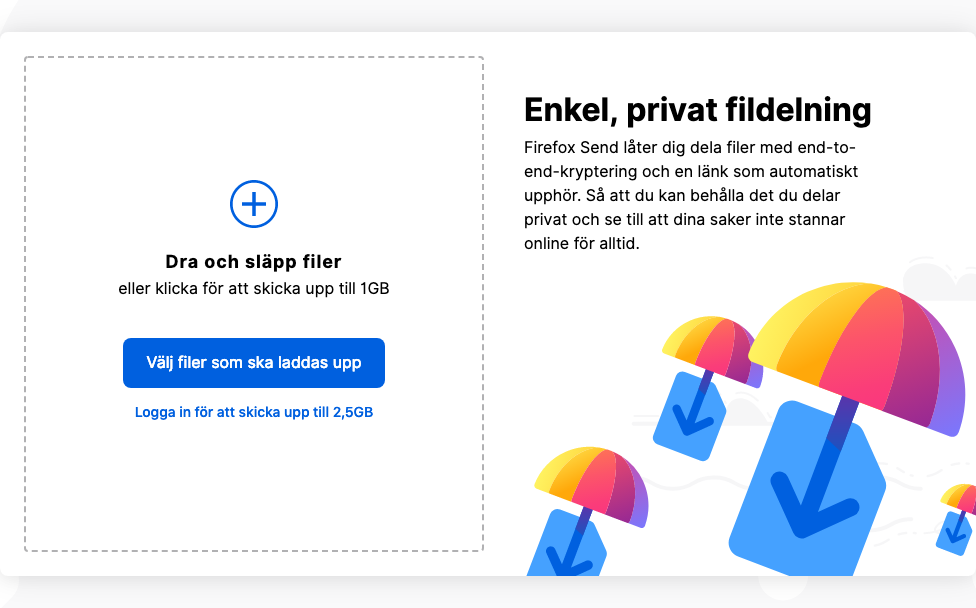 Dra och släpp filer
eller klicka för att skicka upp till 1GB
Välj filer som ska laddas upp
Logga in för att skicka upp till 2,5GB
Enkel, privat fildelning
Firefox Send låter dig dela filer med end-to-
end-kryptering och en länk som automatiskt
upphör. Så att du kan behålla det du delar
privat och se till att dina saker inte stannar
online för alltid.